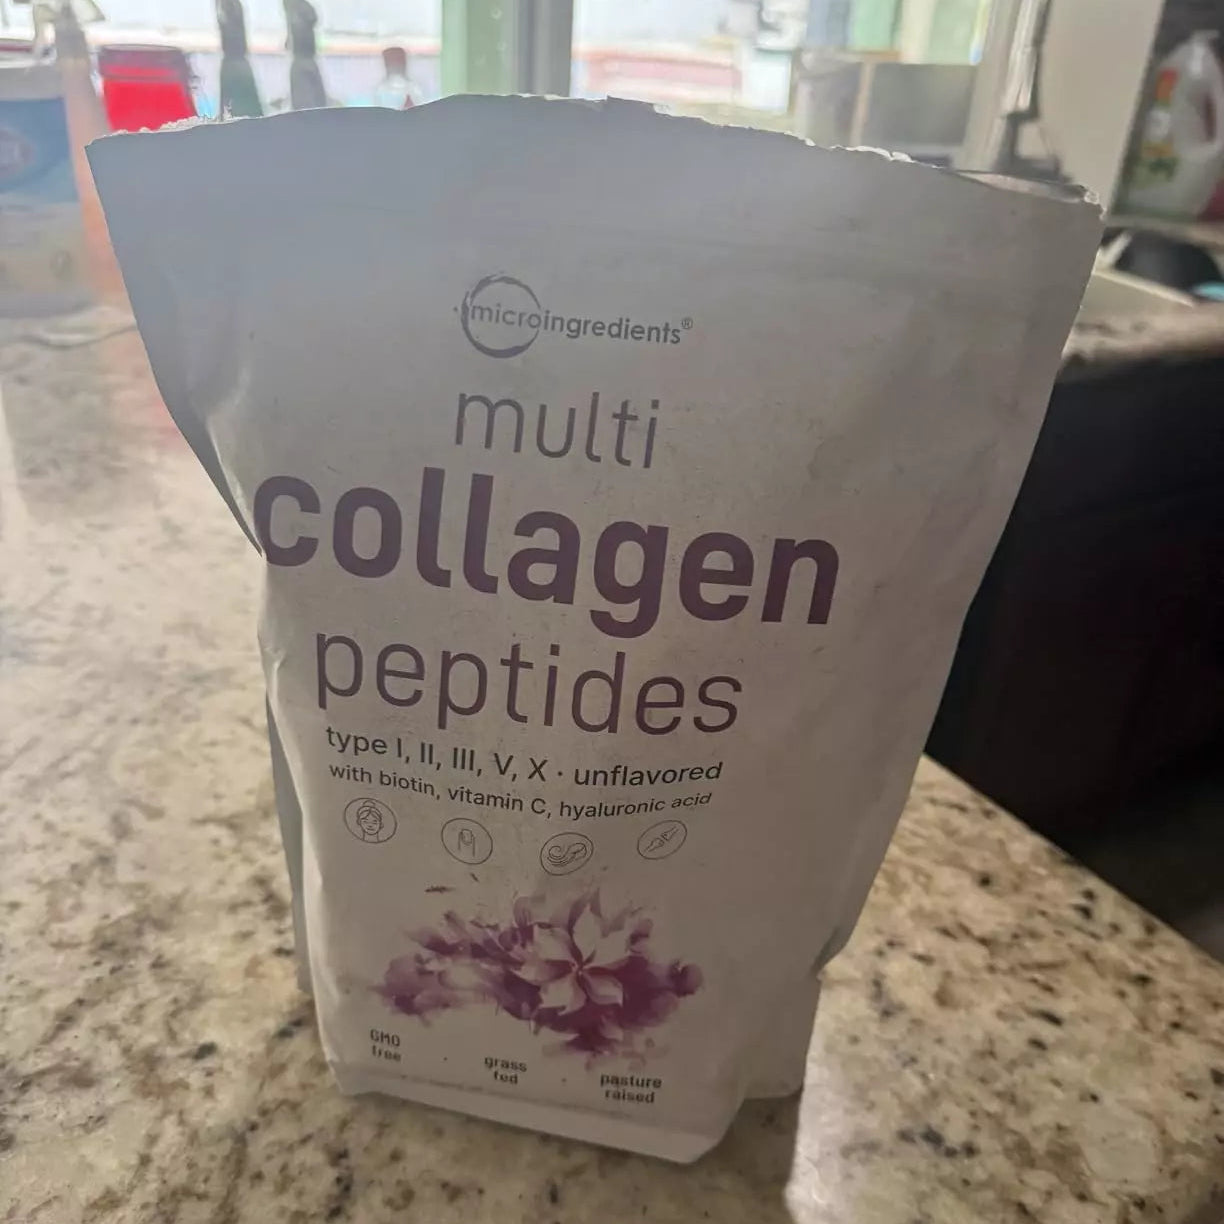 microingredients®
multi
collagen
peptides
type I, II, III, V, X · unflavored
with biotin, vitamin C, hyaluronic acid
GMO
free
·
grass
fed
·
pasture
raised